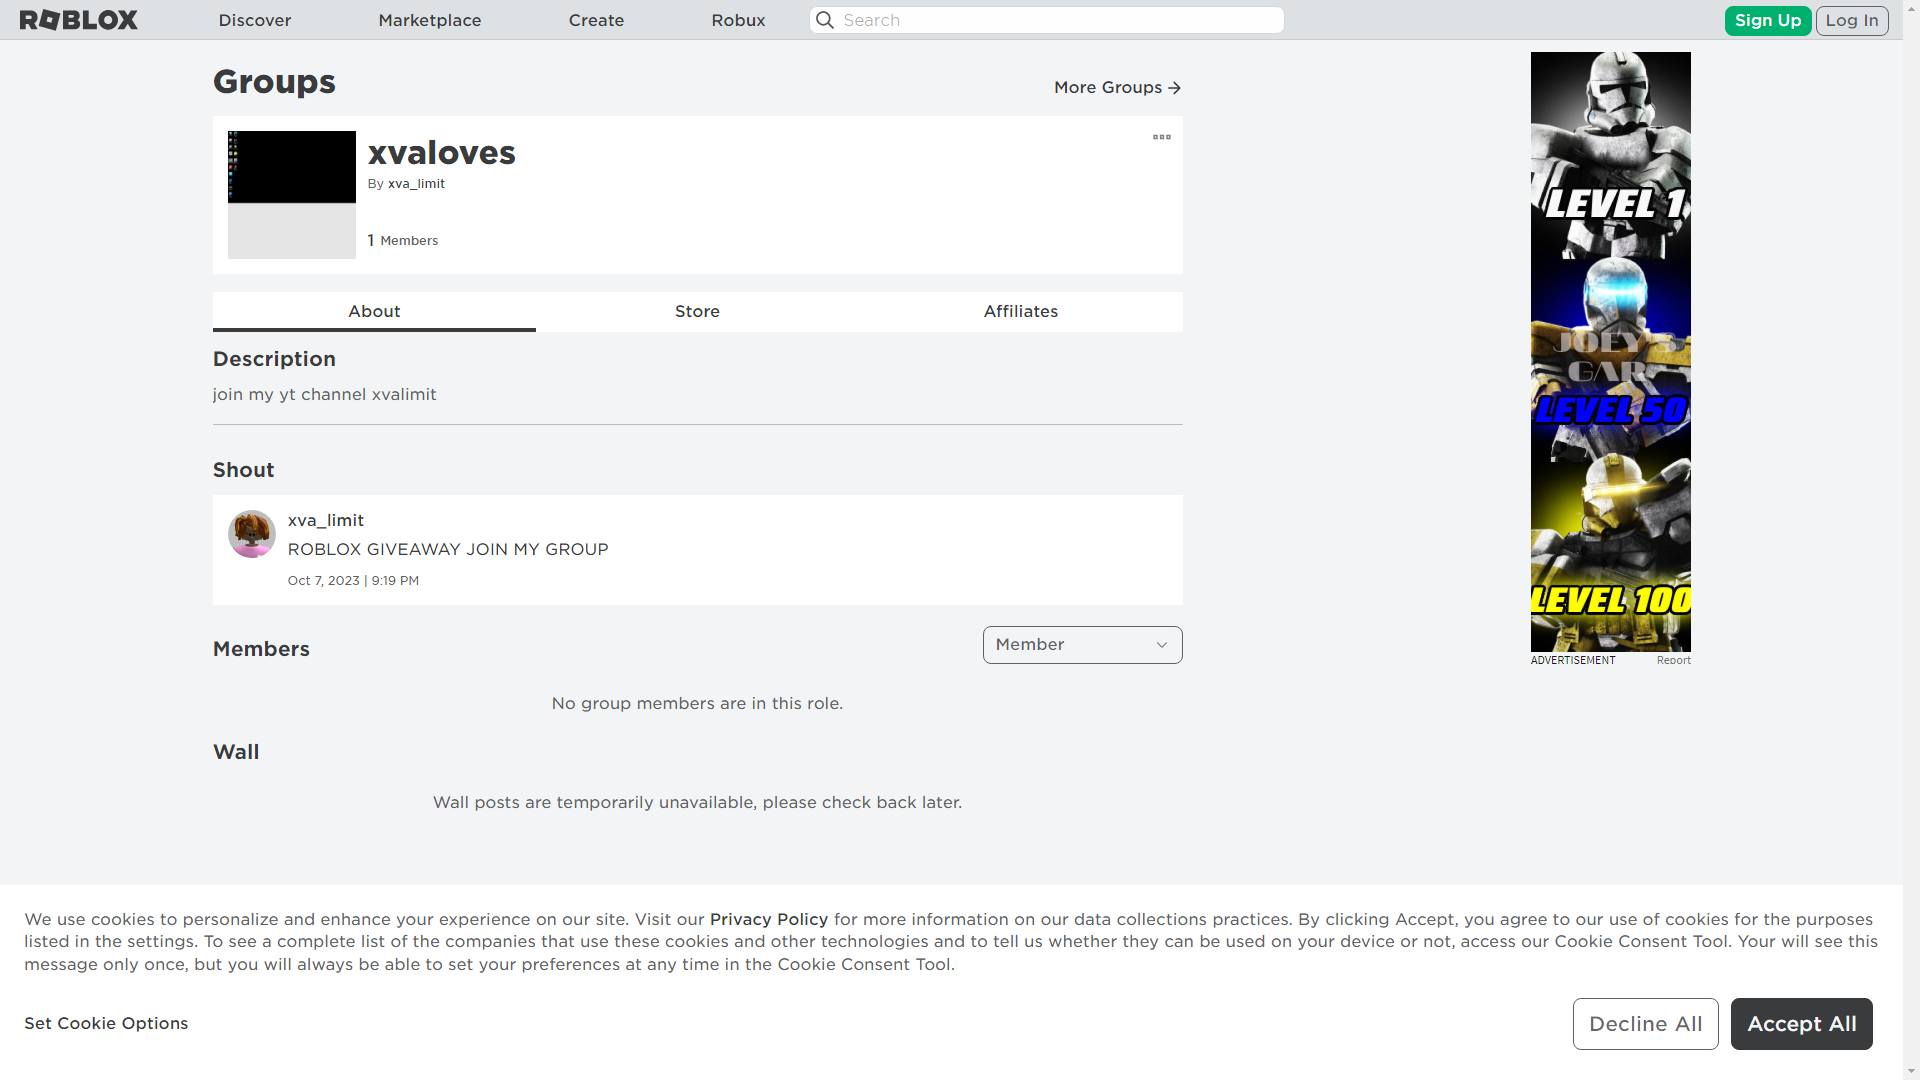 ROBLOX
Discover
Marketplace
Create
Robux
Search
Sign Up
Log In
Groups
More Groups
xvaloves
By xva_limit
1 Members
About
Store
Affiliates
Description
join my yt channel xvalimit
Shout
xva_limit
ROBLOX GIVEAWAY JOIN MY GROUP
Oct 7, 2023 | 9:19 PM
Members
Member
No group members are in this role.
Wall
Wall posts are temporarily unavailable, please check back later.
LEVEL 1
JOEY'S
GAR
LEVEL 50
LEVEL 100
ADVERTISEMENT
Report
We use cookies to personalize and enhance your experience on our site. Visit our Privacy Policy for more information on our data collections practices. By clicking Accept, you agree to our use of cookies for the purposes
listed in the settings. To see a complete list of the companies that use these cookies and other technologies and to tell us whether they can be used on your device or not, access our Cookie Consent Tool. Your will see this
message only once, but you will always be able to set your preferences at any time in the Cookie Consent Tool.
Set Cookie Options
Decline All
Accept All